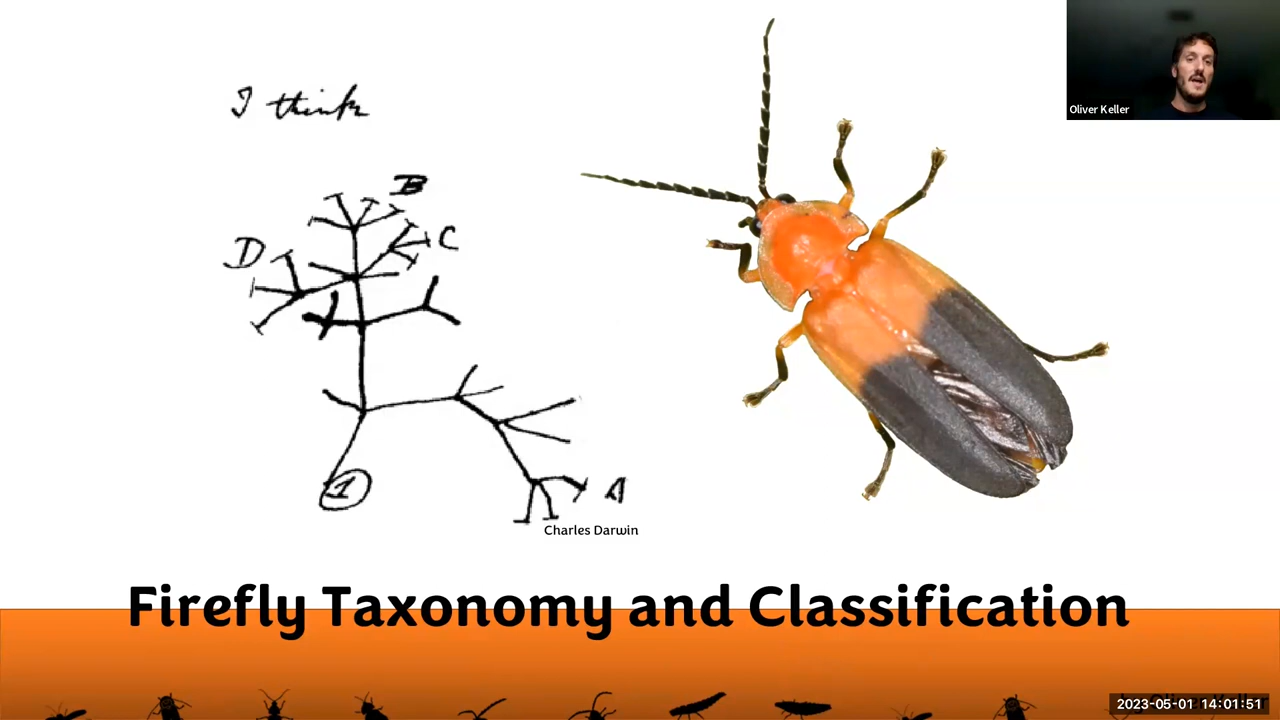 I think
B
C
D
1
A
Charles Darwin
Oliver Keller
Firefly Taxonomy and Classification
2023-05-01 14:01:51